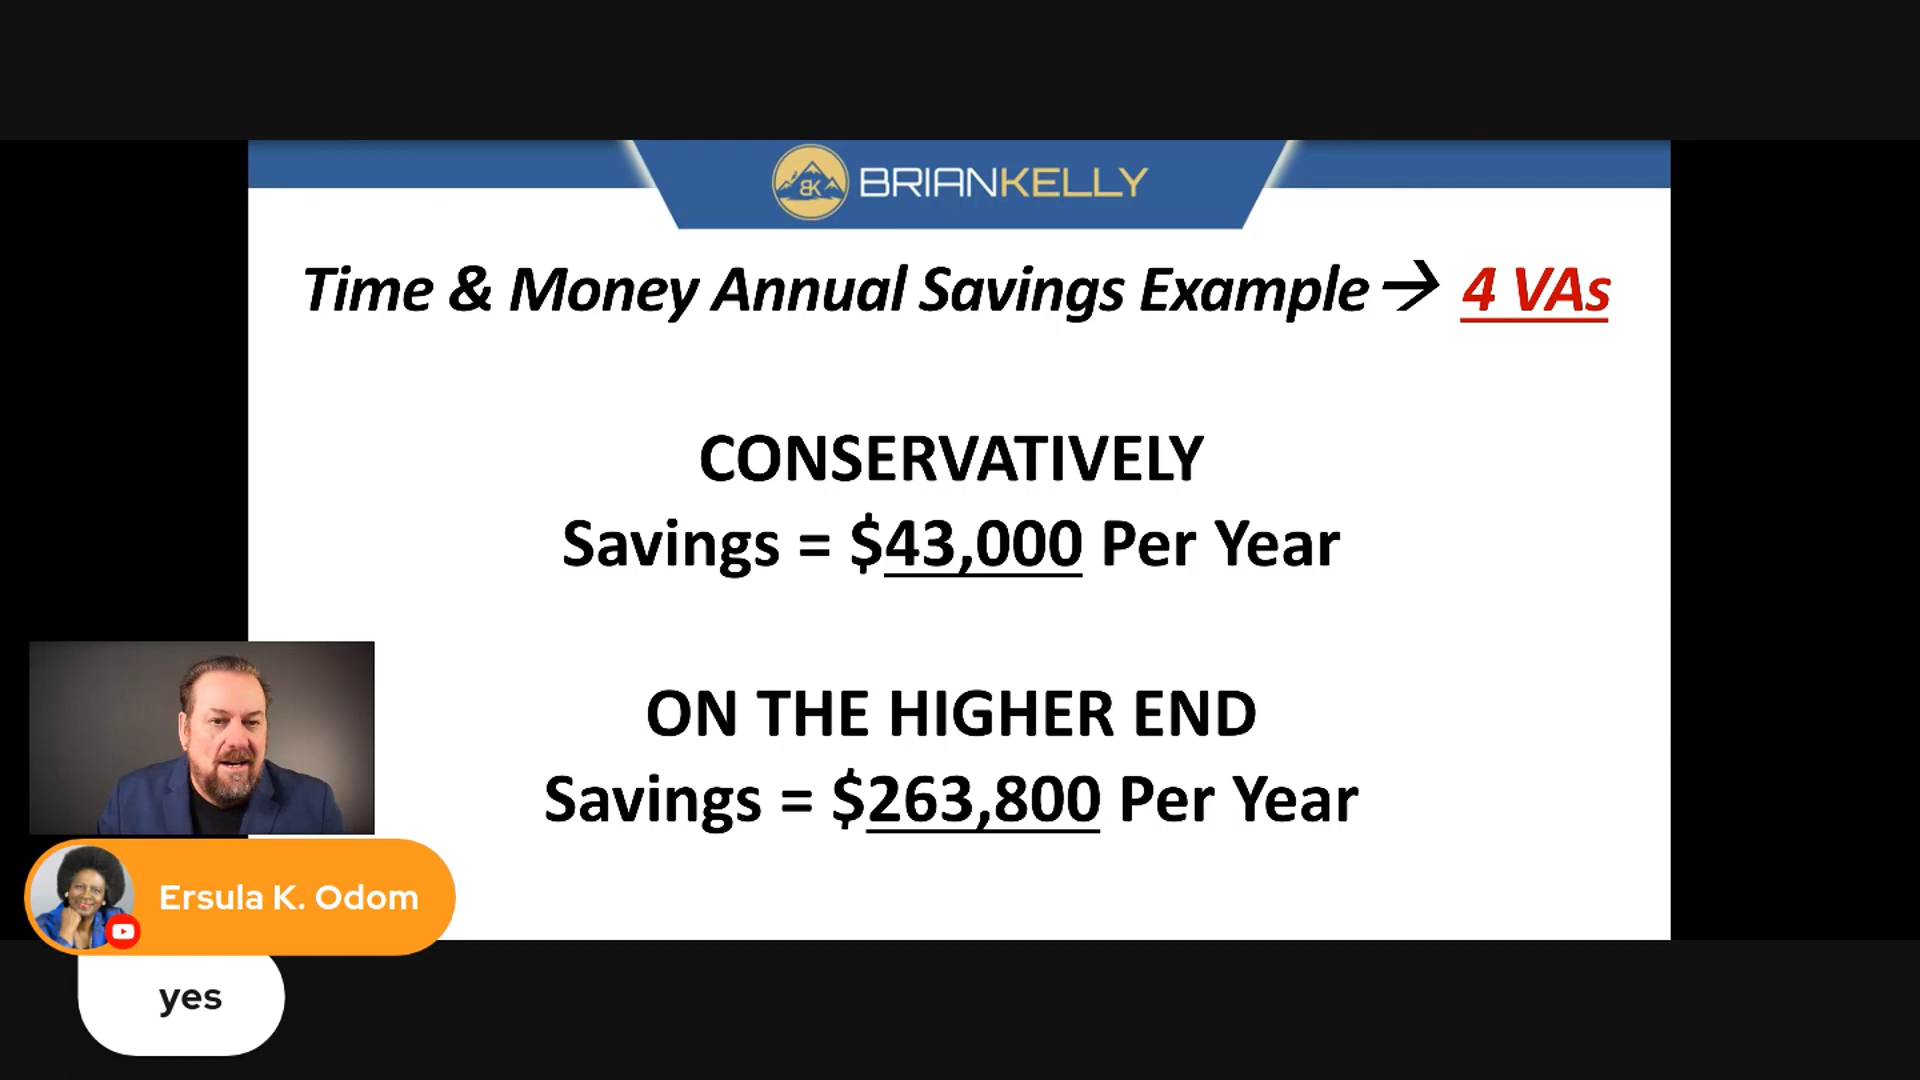 BK BRIANKELLY
Time & Money Annual Savings Example → 4 VAs
CONSERVATIVELY
Savings = $43,000 Per Year
ON THE HIGHER END
Savings = $263,800 Per Year
Ersula K. Odom
yes